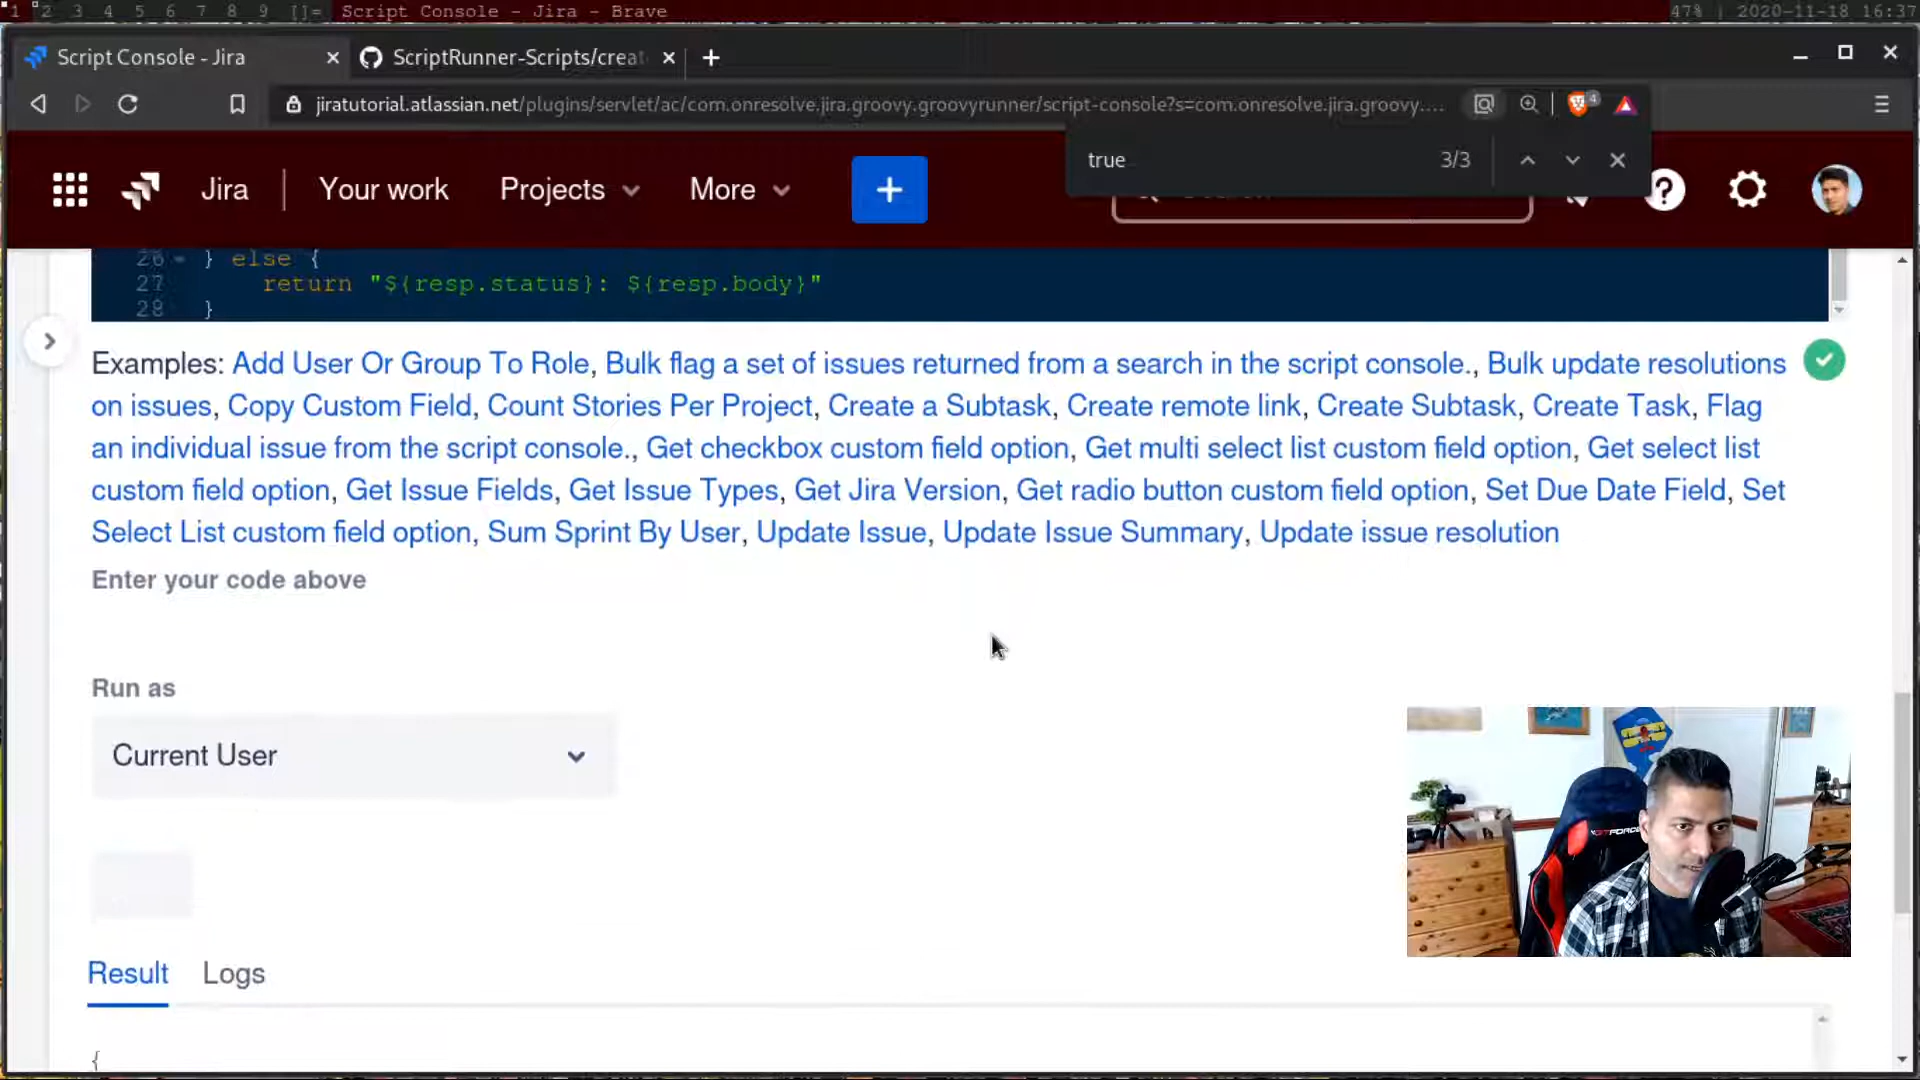 1 2 3 4 5 6 7 8 9 []= Script Console - Jira - Brave 47% | 2020-11-18 16:37
Script Console - Jira ScriptRunner-Scripts/creat
jiratutorial.atlassian.net/plugins/servlet/ac/com.onresolve.jira.groovy.groovyrunner/script-console?s=com.onresolve.jira.groovy.... 4
true 3/3
Jira Your work Projects More
26 } else {
27 return "${resp.status}: ${resp.body}"
28 }
Examples: Add User Or Group To Role, Bulk flag a set of issues returned from a search in the script console., Bulk update resolutions
on issues, Copy Custom Field, Count Stories Per Project, Create a Subtask, Create remote link, Create Subtask, Create Task, Flag
an individual issue from the script console., Get checkbox custom field option, Get multi select list custom field option, Get select list
custom field option, Get Issue Fields, Get Issue Types, Get Jira Version, Get radio button custom field option, Set Due Date Field, Set
Select List custom field option, Sum Sprint By User, Update Issue, Update Issue Summary, Update issue resolution
Enter your code above
Run as
Current User
Result Logs
{